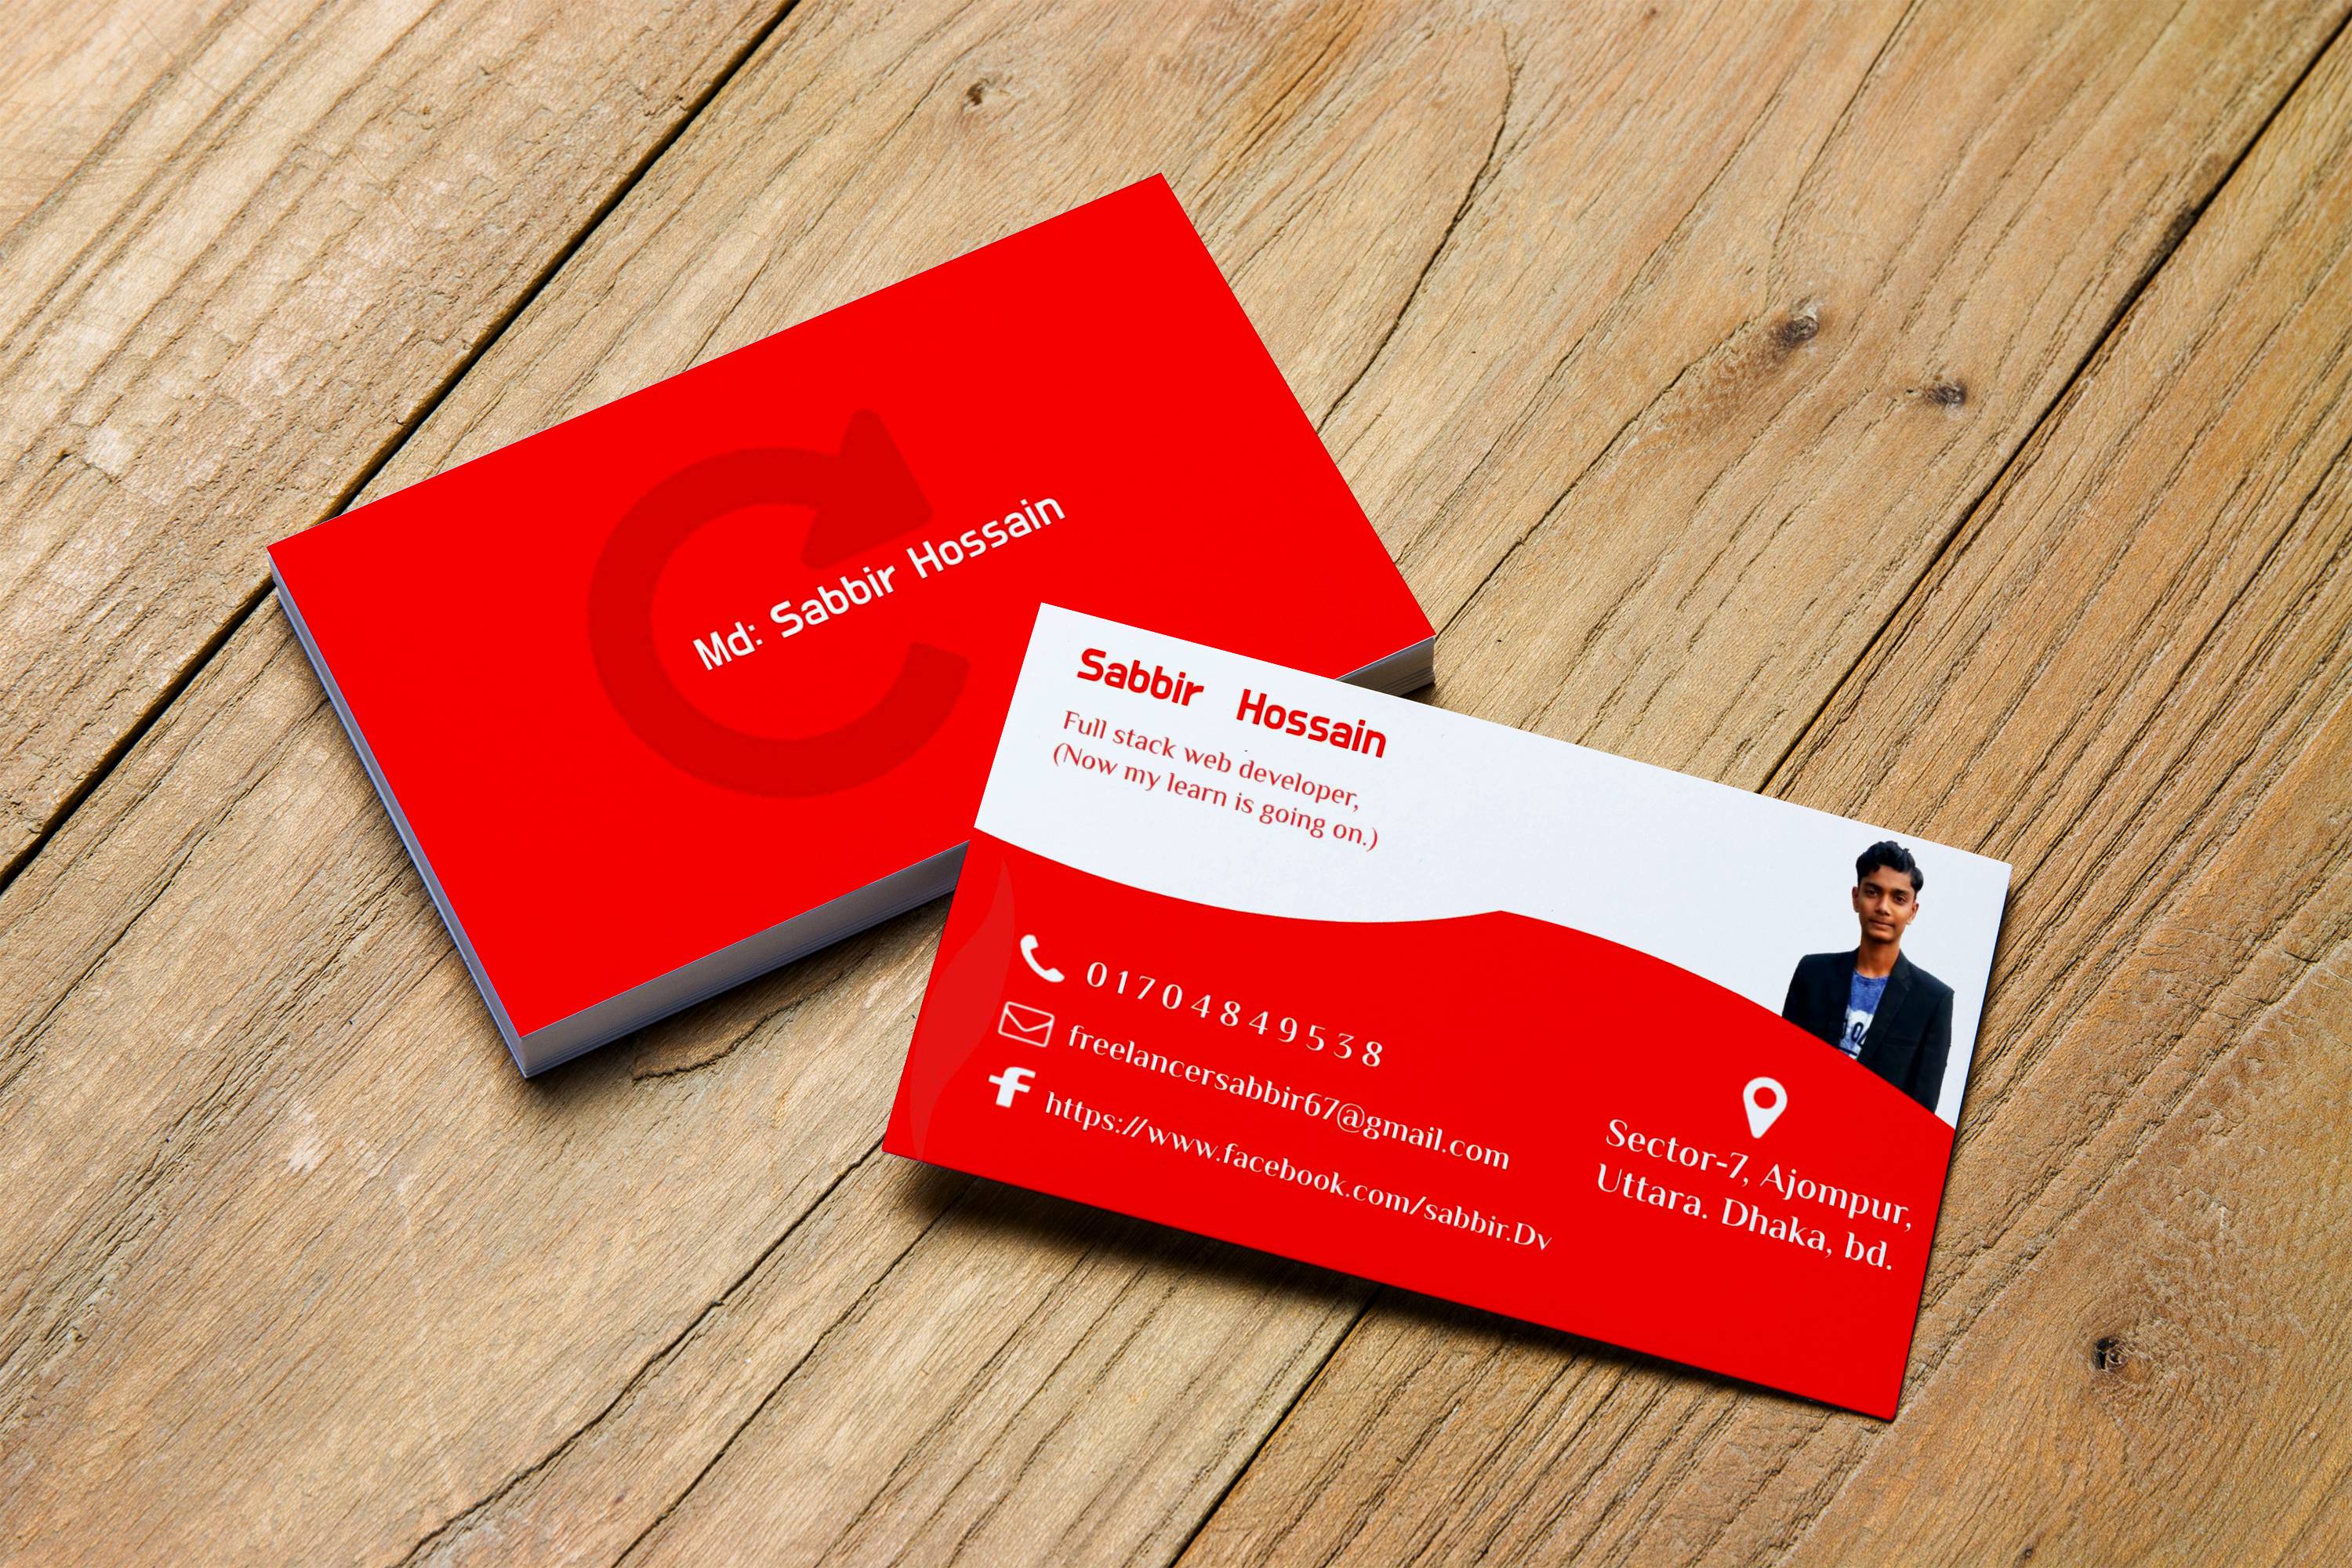 Md: Sabbir Hossain
Sabbir Hossain
Full stack web developer,
(Now my learn is going on.)
01704849538
freelancersabbir67@gmail.com
https://www.facebook.com/sabbir.Dv
Sector-7, Ajompur,
Uttara. Dhaka, bd.